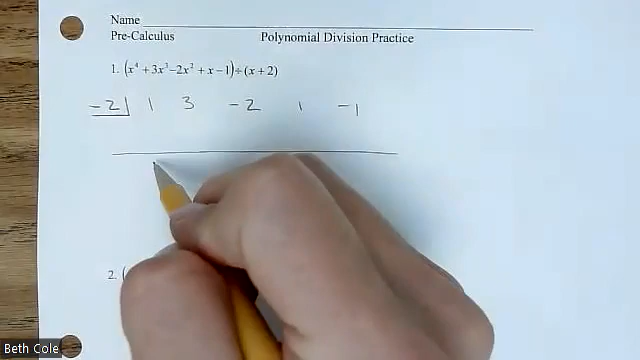 Name
Pre-Calculus Polynomial Division Practice
1. (x⁴ + 3x³ – 2x² + x – 1) ÷ (x + 2)
-2| 1 3 -2 1 -1
2. (
Beth Cole